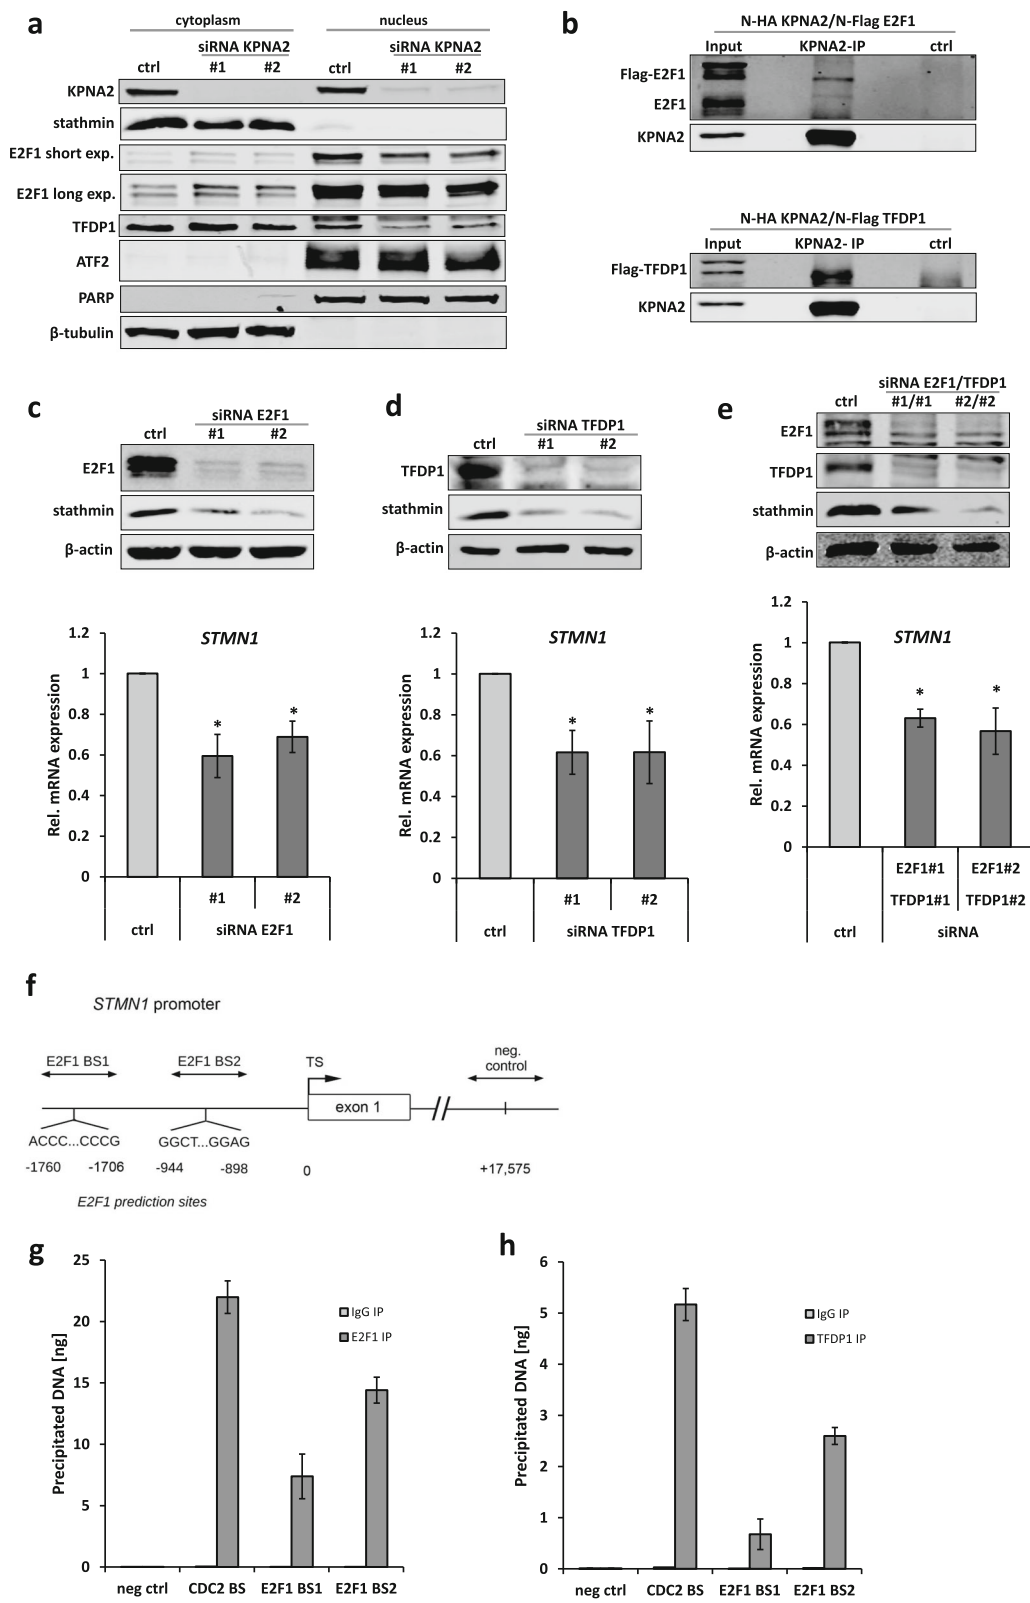 a
cytoplasm nucleus
siRNA KPNA2 siRNA KPNA2
ctrl #1 #2 ctrl #1 #2
KPNA2
stathmin
E2F1 short exp.
E2F1 long exp.
TFDP1
ATF2
PARP
β-tubulin
b
N-HA KPNA2/N-Flag E2F1
Input KPNA2-IP ctrl
Flag-E2F1
E2F1
KPNA2
N-HA KPNA2/N-Flag TFDP1
Input KPNA2- IP ctrl
Flag-TFDP1
KPNA2
c
siRNA E2F1
ctrl #1 #2
E2F1
stathmin
β-actin
STMN1
Rel. mRNA expression
1.2
1
0.8
0.6
0.4
0.2
0
* *
#1 #2
ctrl siRNA E2F1
d
siRNA TFDP1
ctrl #1 #2
TFDP1
stathmin
β-actin
STMN1
Rel. mRNA expression
1.2
1
0.8
0.6
0.4
0.2
0
* *
#1 #2
ctrl siRNA TFDP1
e
siRNA E2F1/TFDP1
ctrl #1/#1 #2/#2
E2F1
TFDP1
stathmin
β-actin
STMN1
Rel. mRNA expression
1.2
1
0.8
0.6
0.4
0.2
0
* *
E2F1#1 E2F1#2
TFDP1#1 TFDP1#2
ctrl siRNA
f
STMN1 promoter
E2F1 BS1 E2F1 BS2 TS neg.
control
exon 1
ACCC...CCCG GGCT...GGAG
-1760 -1706 -944 -898 0 +17,575
E2F1 prediction sites
g
Precipitated DNA [ng]
25
20
15
10
5
0
IgG IP
E2F1 IP
neg ctrl CDC2 BS E2F1 BS1 E2F1 BS2
h
Precipitated DNA [ng]
6
5
4
3
2
1
0
IgG IP
TFDP1 IP
neg ctrl CDC2 BS E2F1 BS1 E2F1 BS2